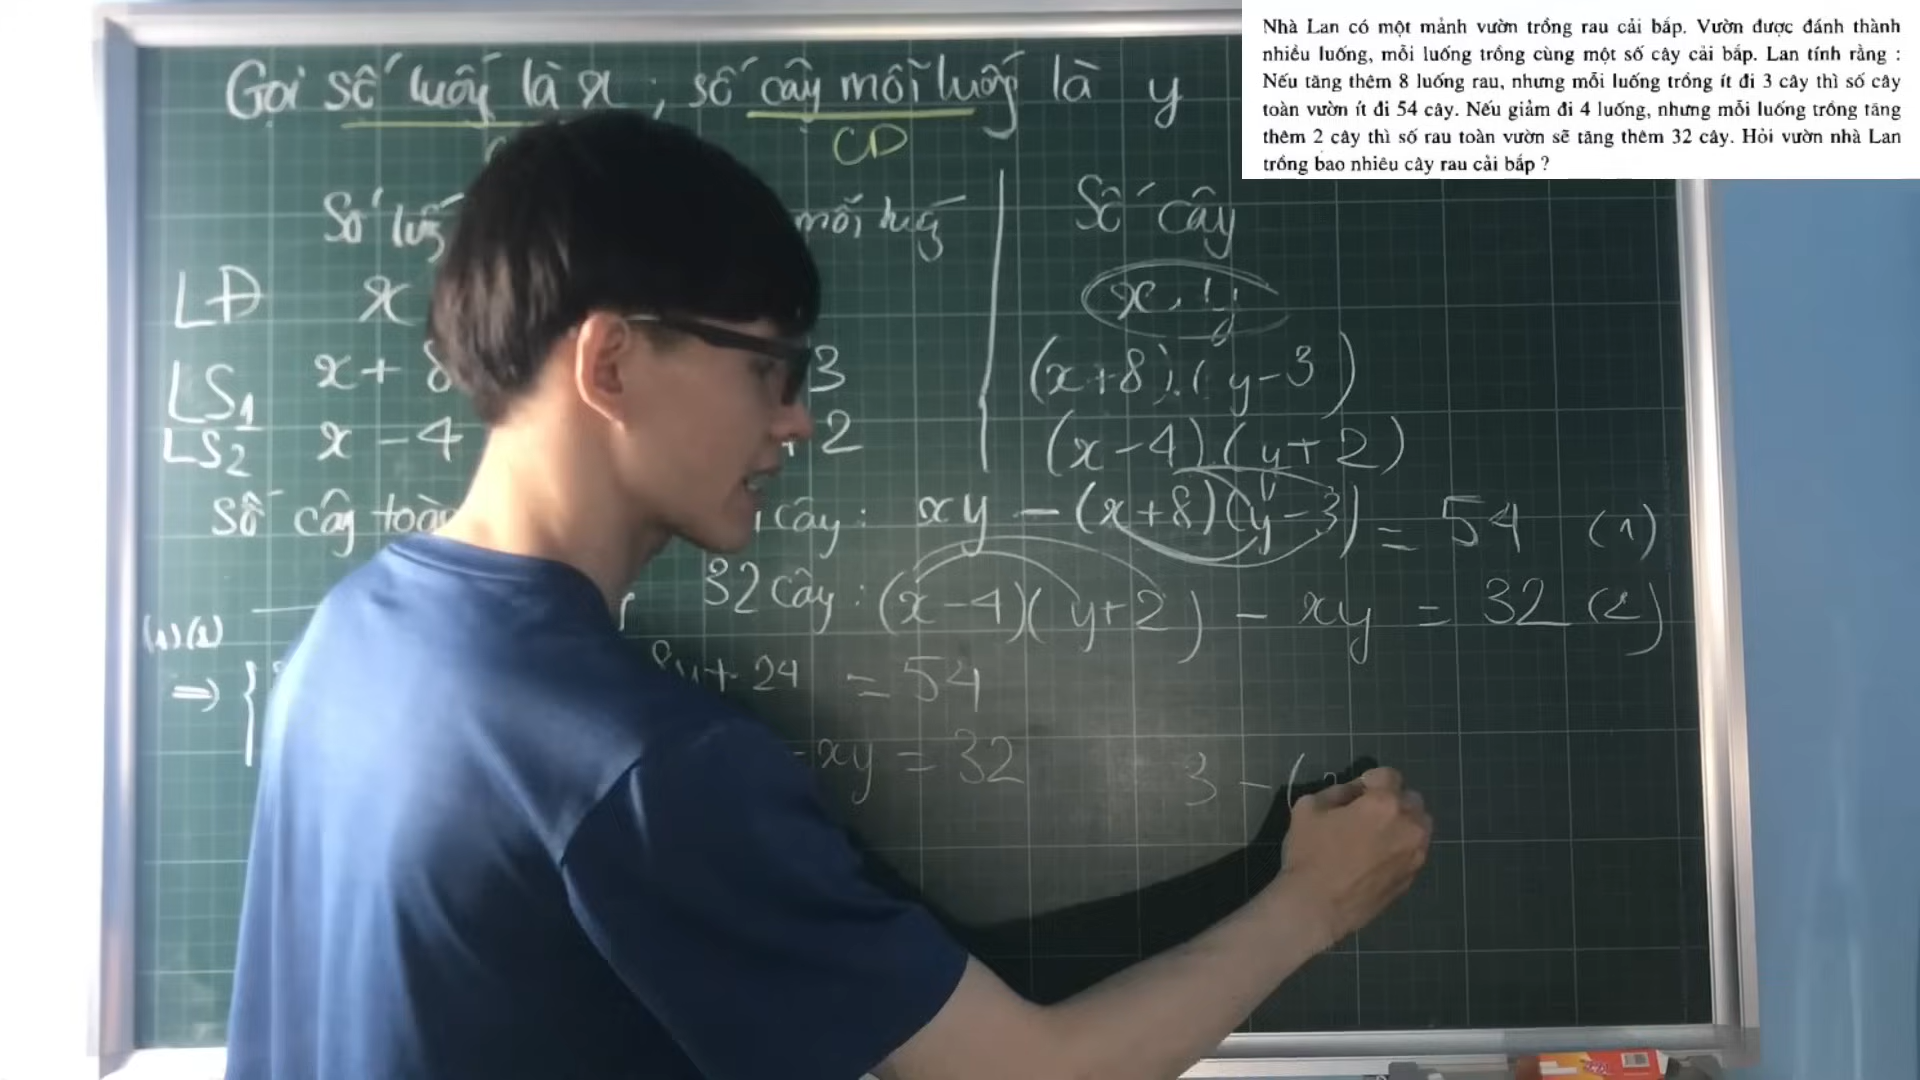 Nhà Lan có một mảnh vườn trồng rau cải bắp. Vườn được đánh thành
nhiều luống, mỗi luống trồng cùng một số cây cải bắp. Lan tính rằng :
Nếu tăng thêm 8 luống rau, nhưng mỗi luống trồng ít đi 3 cây thì số cây
toàn vườn ít đi 54 cây. Nếu giảm đi 4 luống, nhưng mỗi luống trồng tăng
thêm 2 cây thì số rau toàn vườn sẽ tăng thêm 32 cây. Hỏi vườn nhà Lan
trồng bao nhiêu cây rau cải bắp ?
Gọi số luống là x ; số cây mỗi luống là y
CD
Số mỗi luống Số cây
LĐ x x . y
LS1 x + 8 3 (x+8).(y-3)
LS2 x - 4 + 2 (x-4).(y+2)
Số cây toàn cây: xy - (x+8)(y-3) = 54 (1)
32 cây: (x-4)(y+2) - xy = 32 (2)
(1)(2)
⇒ { 8y + 24 = 54
- xy = 32 3 - (